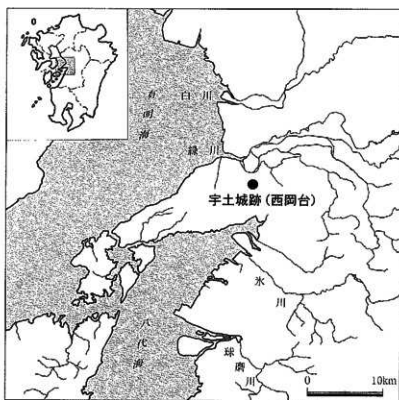 有明海
白川
緑川
宇土城跡(西岡台)
氷川
八代海
球磨川
0 10km